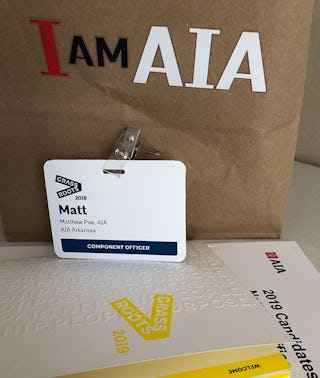 I AM AIA
GRASS
ROOTS
2019
Matt
Matthew Poe, AIA
AIA Arkansas
COMPONENT OFFICER
GRASS
ROOTS
2019
AIA
2019 Candidates
WELCOME